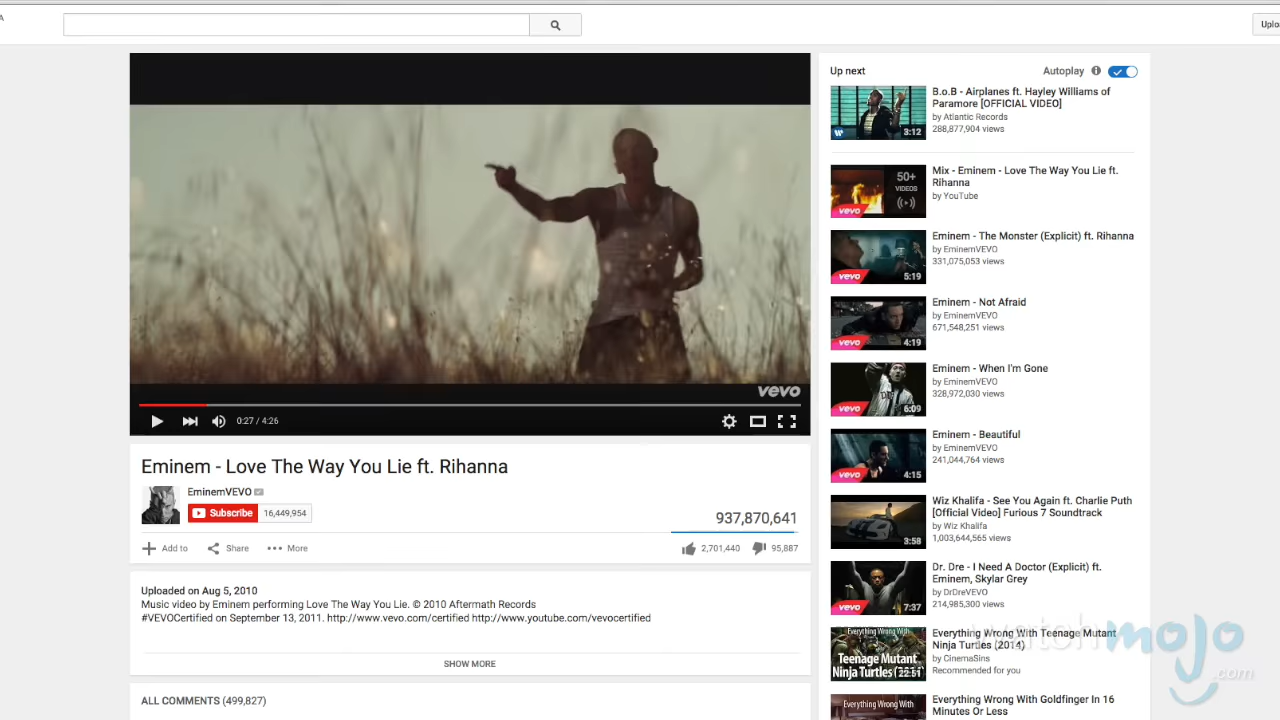 A
Uplo
Up next
Autoplay
B.o.B - Airplanes ft. Hayley Williams of
Paramore [OFFICIAL VIDEO]
by Atlantic Records
288,877,904 views
3:12
Mix - Eminem - Love The Way You Lie ft.
Rihanna
by YouTube
50+
VIDEOS
vevo
Eminem - The Monster (Explicit) ft. Rihanna
by EminemVEVO
331,075,053 views
vevo
5:19
Eminem - Not Afraid
by EminemVEVO
671,548,251 views
vevo
4:19
Eminem - When I'm Gone
by EminemVEVO
328,972,030 views
vevo
6:09
Eminem - Beautiful
by EminemVEVO
241,044,764 views
vevo
4:15
Wiz Khalifa - See You Again ft. Charlie Puth
[Official Video] Furious 7 Soundtrack
by Wiz Khalifa
1,003,644,565 views
3:58
Dr. Dre - I Need A Doctor (Explicit) ft.
Eminem, Skylar Grey
by DrDreVEVO
214,985,300 views
vevo
7:37
Everything Wrong With Teenage Mutant
Ninja Turtles (2014)
by CinemaSins
Recommended for you
Everything Wrong With
Teenage Mutant
Ninja Turtles (2014)
22:51
Everything Wrong With Goldfinger In 16
Minutes Or Less
Everything Wrong With
vevo
0:27 / 4:26
Eminem - Love The Way You Lie ft. Rihanna
EminemVEVO
Subscribe 16,449,954
937,870,641
Add to Share More
2,701,440 95,887
Uploaded on Aug 5, 2010
Music video by Eminem performing Love The Way You Lie. © 2010 Aftermath Records
#VEVOCertified on September 13, 2011. http://www.vevo.com/certified http://www.youtube.com/vevocertified
SHOW MORE
ALL COMMENTS (499,827)
watchmojo
.com